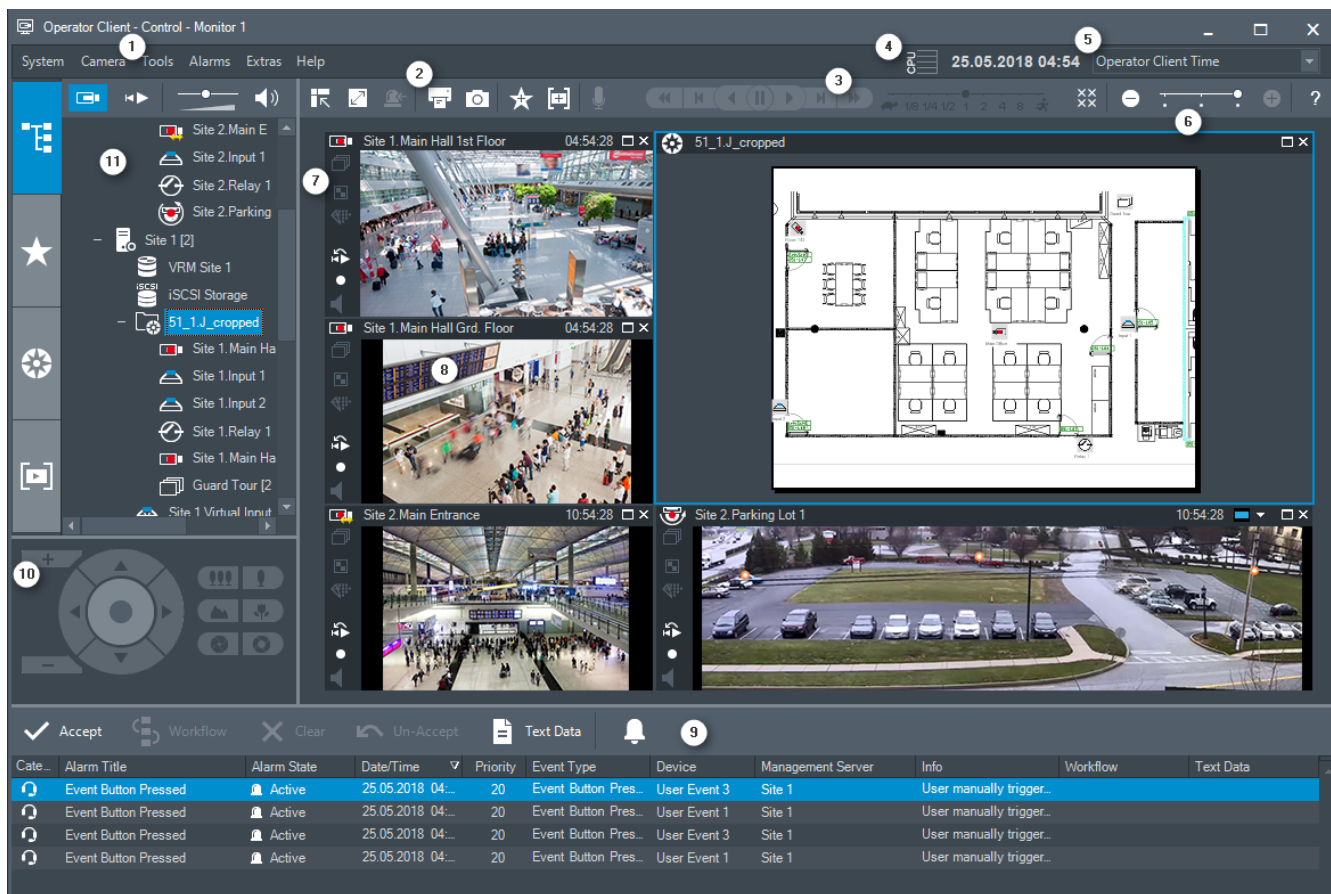 Operator Client - Control - Monitor 1
1
System Camera Tools Alarms Extras Help
4
CPU
25.05.2018 04:54
5
Operator Client Time
2
3
1/8 1/4 1/2 1 2 4 8
6
?
11
Site 2.Main E
Site 2.Input 1
Site 2.Relay 1
Site 2.Parking
Site 1 [2]
VRM Site 1
iSCSI
iSCSI Storage
51_1.J_cropped
Site 1.Main Ha
Site 1.Input 1
Site 1.Input 2
Site 1.Relay 1
Site 1.Main Ha
Guard Tour [2
Site 1 Virtual Input
10
7
Site 1.Main Hall 1st Floor 04:54:28
Site 1.Main Hall Grd. Floor 04:54:28
8
Site 2.Main Entrance 10:54:28
51_1.J_cropped
Guard Tour
Main Office
Input 1
Relay 1
Site 2.Parking Lot 1 10:54:28
Accept Workflow Clear Un-Accept Text Data
9
Cate... Alarm Title Alarm State Date/Time Priority Event Type Device Management Server Info Workflow Text Data
Event Button Pressed Active 25.05.2018 04:... 20 Event Button Pres... User Event 3 Site 1 User manually trigger...
Event Button Pressed Active 25.05.2018 04:... 20 Event Button Pres... User Event 1 Site 1 User manually trigger...
Event Button Pressed Active 25.05.2018 04:... 20 Event Button Pres... User Event 3 Site 1 User manually trigger...
Event Button Pressed Active 25.05.2018 04:... 20 Event Button Pres... User Event 1 Site 1 User manually trigger...